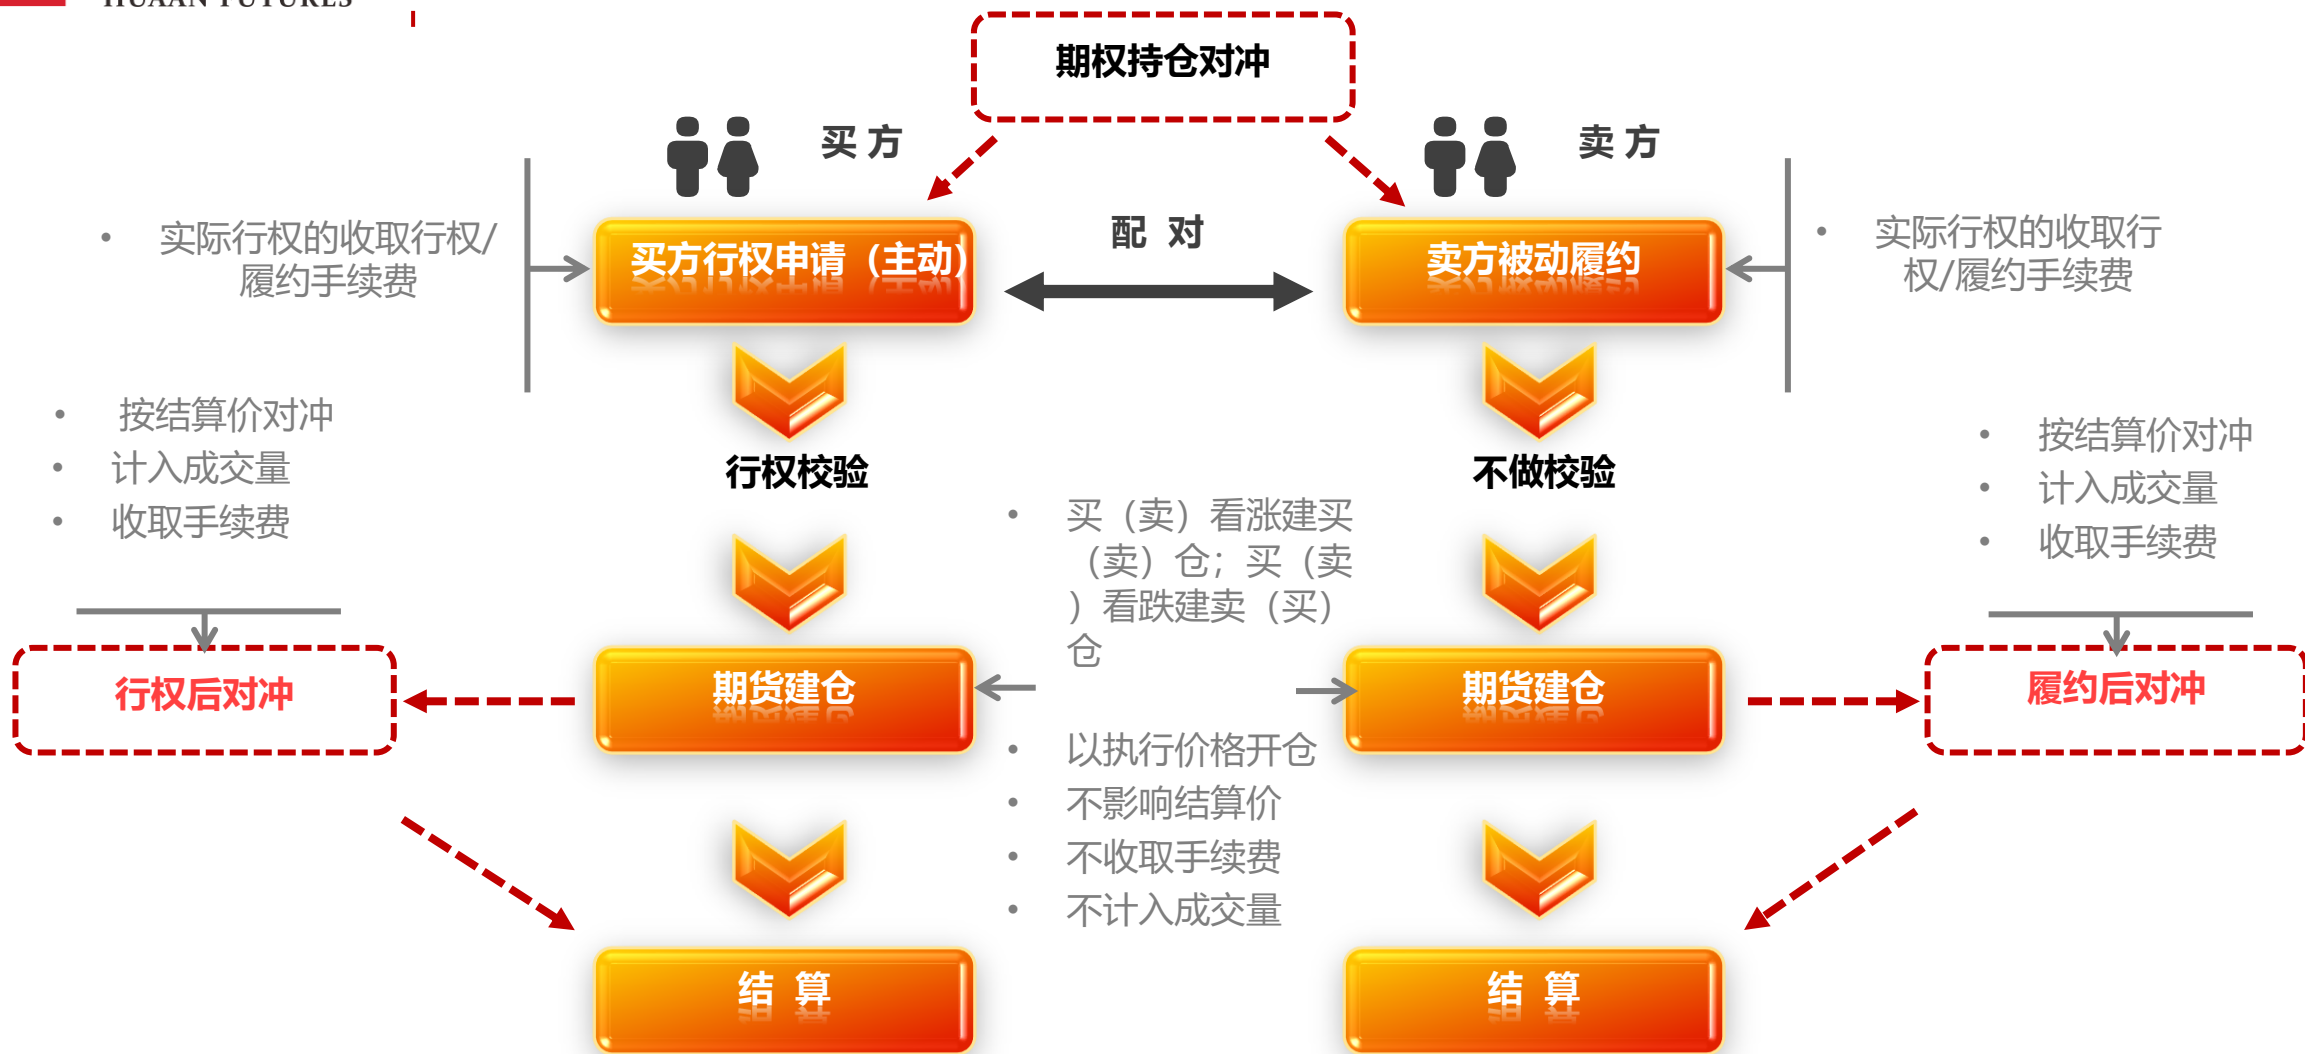 HUAAN FUTURES
期权持仓对冲
买 方
卖 方
配 对
• 实际行权的收取行权/
履约手续费
买方行权申请（主动）
卖方被动履约
• 实际行权的收取行
权/履约手续费
• 按结算价对冲
• 计入成交量
• 收取手续费
行权校验
不做校验
• 按结算价对冲
• 计入成交量
• 收取手续费
• 买（卖）看涨建买
（卖）仓；买（卖
）看跌建卖（买）
仓
行权后对冲
期货建仓
期货建仓
履约后对冲
• 以执行价格开仓
• 不影响结算价
• 不收取手续费
• 不计入成交量
结 算
结 算